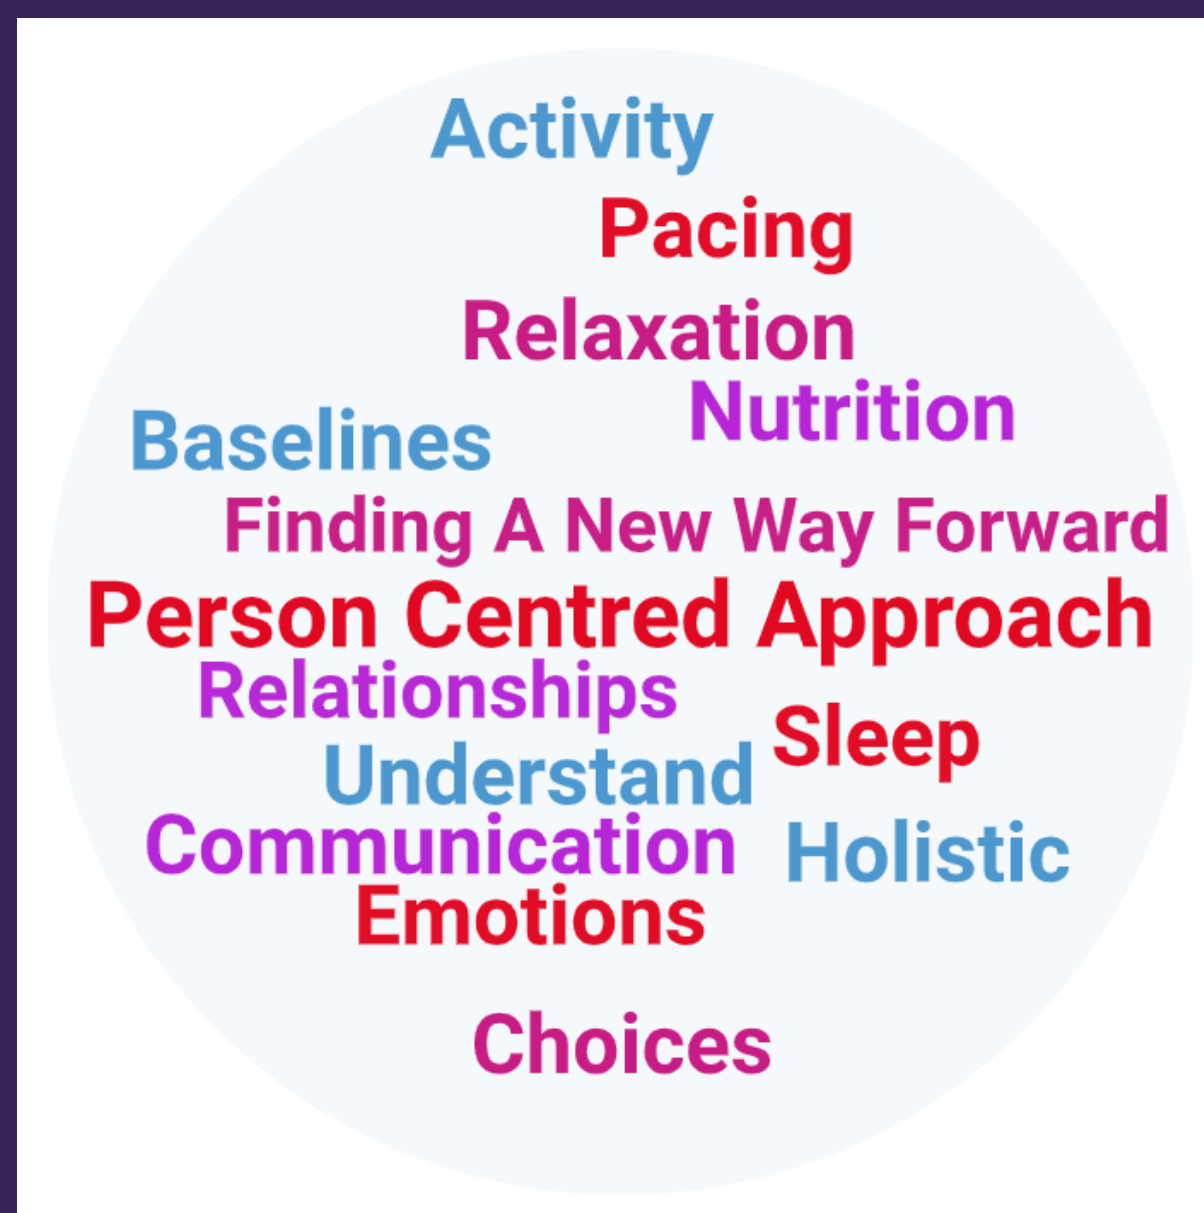 Activity
Pacing
Relaxation
Nutrition
Baselines
Finding A New Way Forward
Person Centred Approach
Relationships
Sleep
Understand
Communication
Holistic
Emotions
Choices